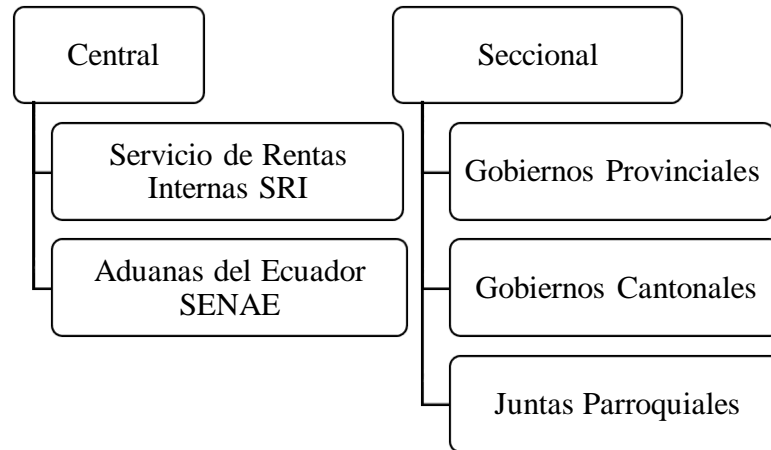 Central
Servicio de Rentas
Internas SRI
Aduanas del Ecuador
SENAE
Seccional
Gobiernos Provinciales
Gobiernos Cantonales
Juntas Parroquiales